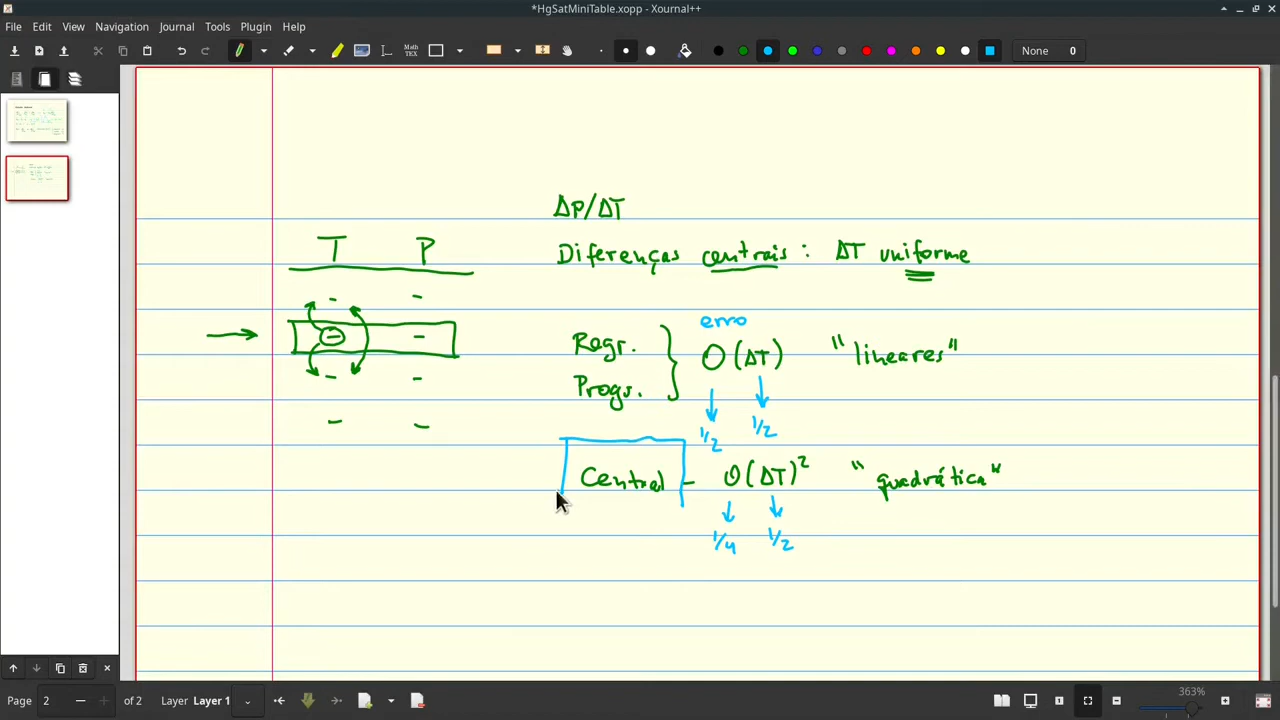 *HgSatMiniTable.xopp - Xournal++
File Edit View Navigation Journal Tools Plugin Help
Math TEX None 0
ΔP/ΔT
T P
Diferenças centrais : ΔT uniforme
erro
Regr.
Progs.
O(ΔT) "lineares"
1/2 1/2
Central - O(ΔT)² "quadrática"
1/4 1/2
Page 2 of 2 Layer Layer 1
363%